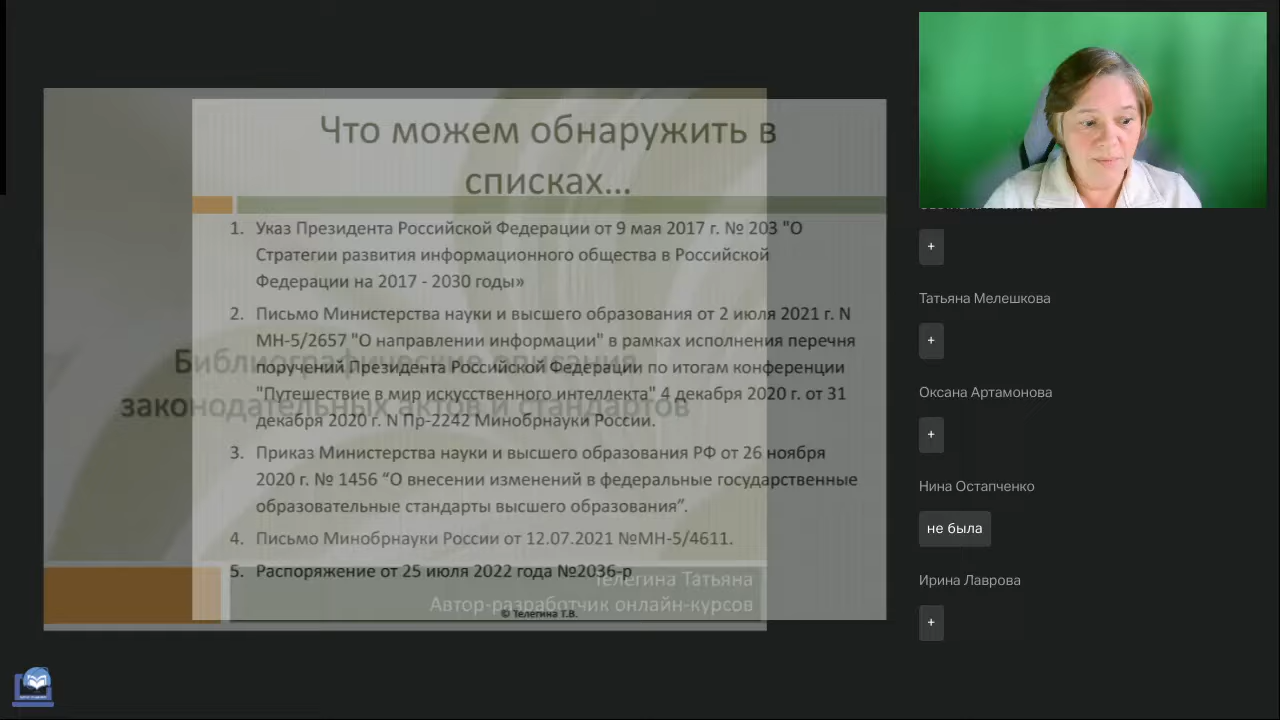 Что можем обнаружить в
списках...
1. Указ Президента Российской Федерации от 9 мая 2017 г. № 203 "О
Стратегии развития информационного общества в Российской
Федерации на 2017 - 2030 годы»
2. Письмо Министерства науки и высшего образования от 2 июля 2021 г. N
МН-5/2657 "О направлении информации" в рамках исполнения перечня
поручений Президента Российской Федерации по итогам конференции
"Путешествие в мир искусственного интеллекта" 4 декабря 2020 г. от 31
декабря 2020 г. N Пр-2242 Минобрнауки России.
3. Приказ Министерства науки и высшего образования РФ от 26 ноября
2020 г. № 1456 “О внесении изменений в федеральные государственные
образовательные стандарты высшего образования”.
4. Письмо Минобрнауки России от 12.07.2021 №МН-5/4611.
5. Распоряжение от 25 июля 2022 года №2036-р
© Телегина Т.В.
Библиографические описания
законодательных актов и стандартов
Телегина Татьяна
Автор-разработчик онлайн-курсов
+
Татьяна Мелешкова
+
Оксана Артамонова
+
Нина Остапченко
не была
Ирина Лаврова
+